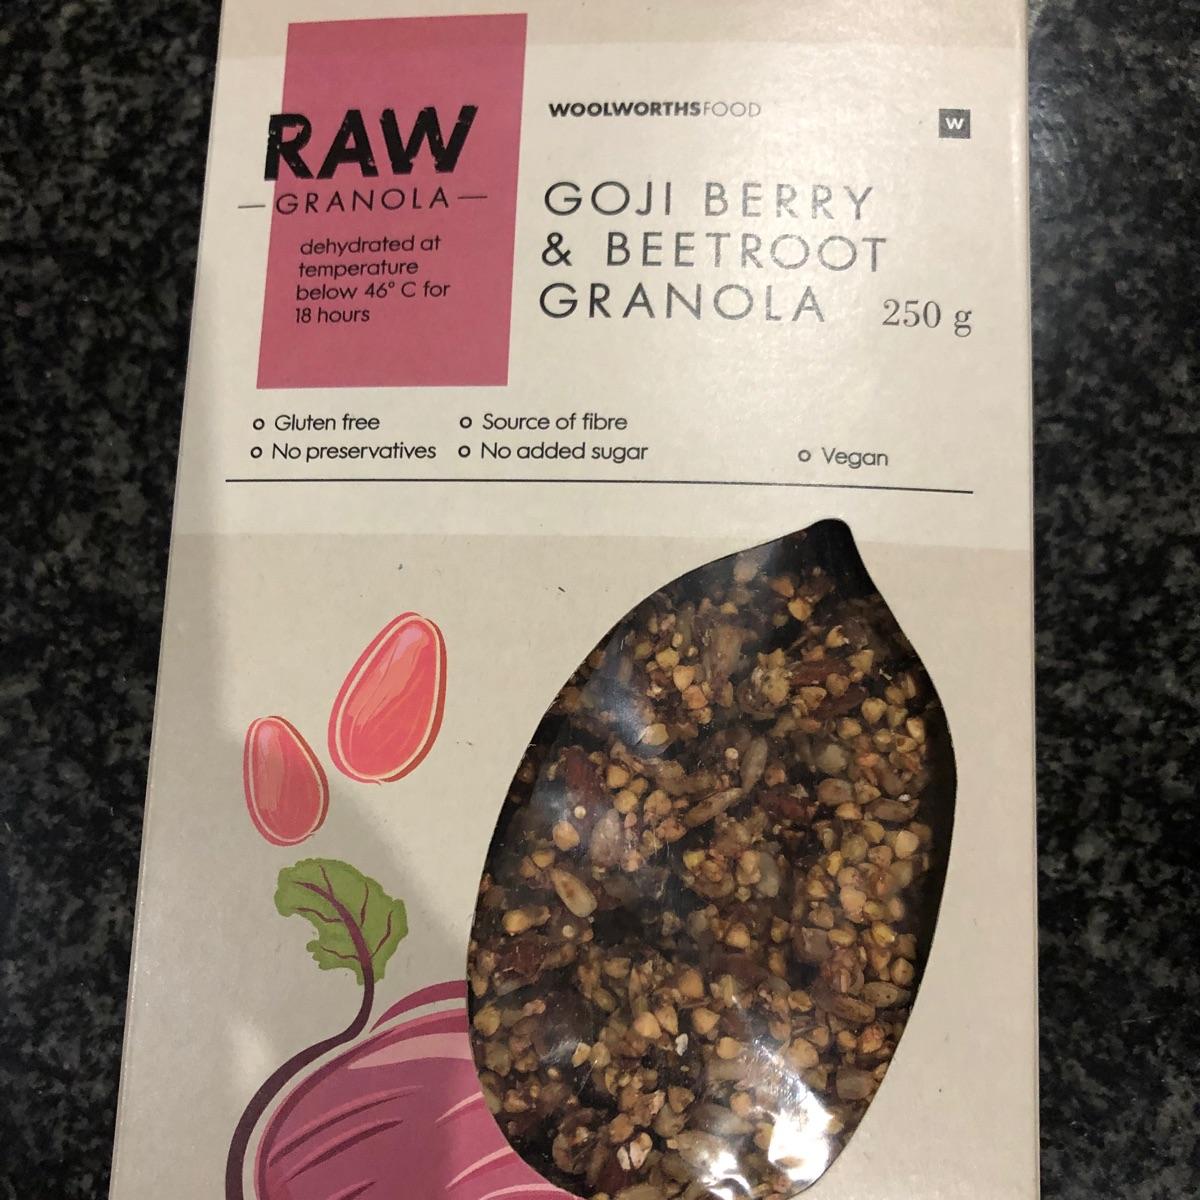 RAW
GRANOLA
dehydrated at
temperature
below 46° C for
18 hours
WOOLWORTHSFOOD
W
GOJI BERRY
& BEETROOT
GRANOLA 250 g
Gluten free
Source of fibre
No preservatives
No added sugar
Vegan